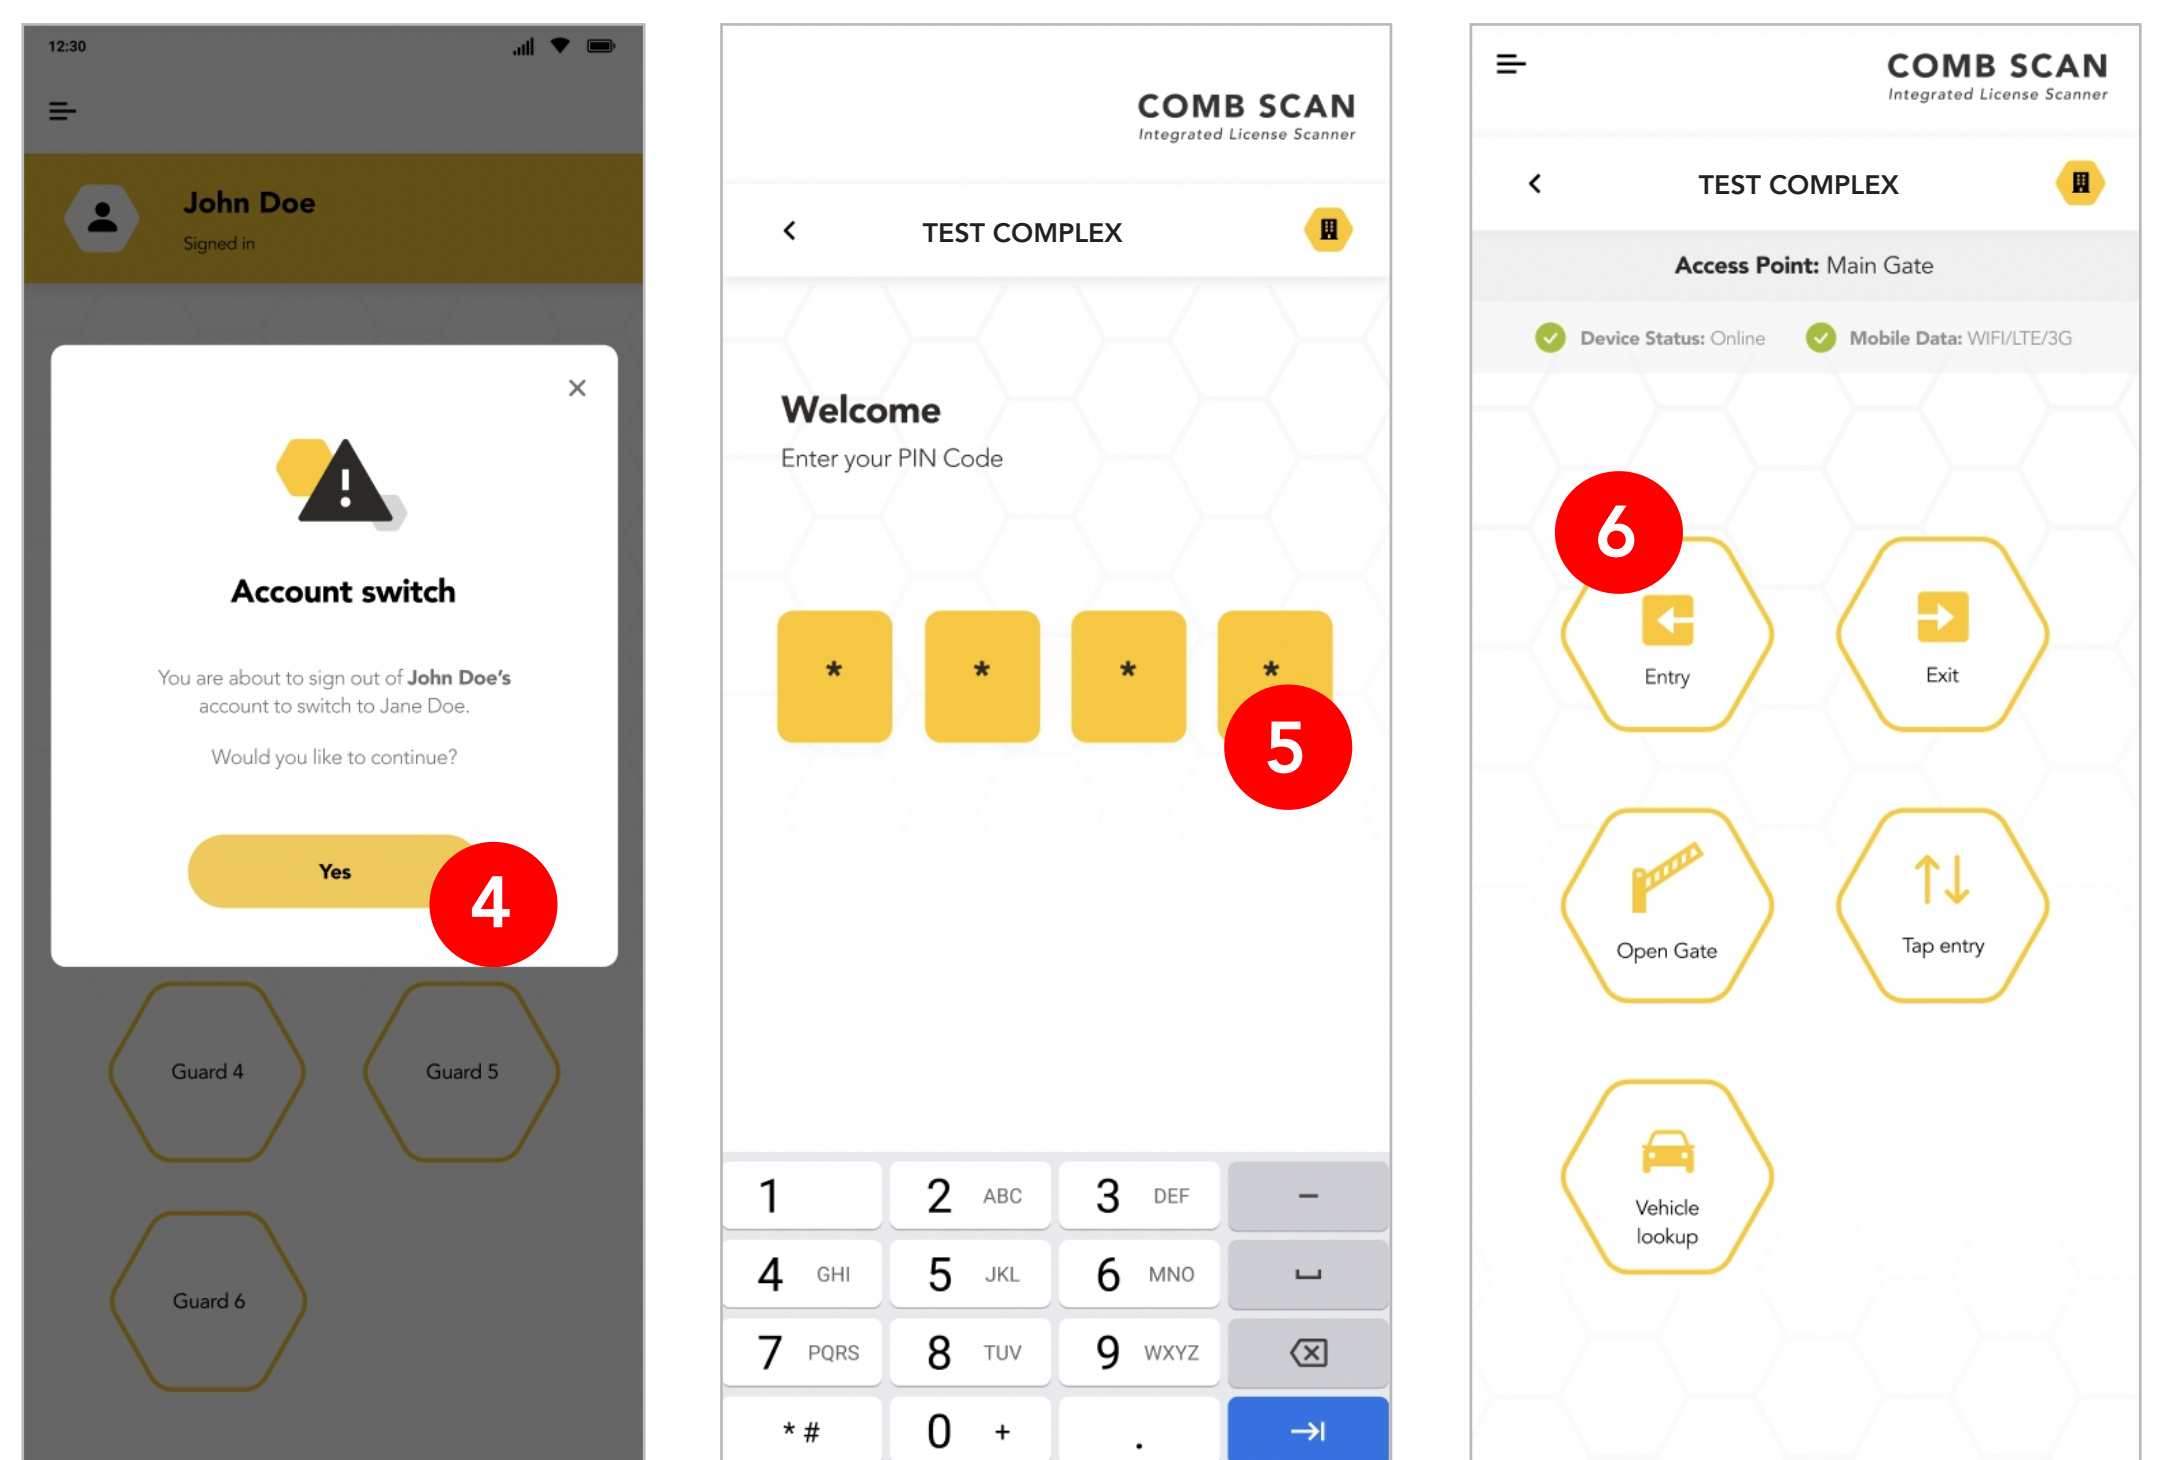 12:30
John Doe
Signed in
Account switch
You are about to sign out of John Doe's
account to switch to Jane Doe.
Would you like to continue?
Yes
4
Guard 4
Guard 5
Guard 6
COMB SCAN
Integrated License Scanner
TEST COMPLEX
Welcome
Enter your PIN Code
* * * *
5
1
2 ABC
3 DEF
–
4 GHI
5 JKL
6 MNO
7 PQRS
8 TUV
9 WXYZ
* #
0 +
.
COMB SCAN
Integrated License Scanner
TEST COMPLEX
Access Point: Main Gate
Device Status: Online
Mobile Data: WIFI/LTE/3G
6
Entry
Exit
Open Gate
Tap entry
Vehicle
lookup